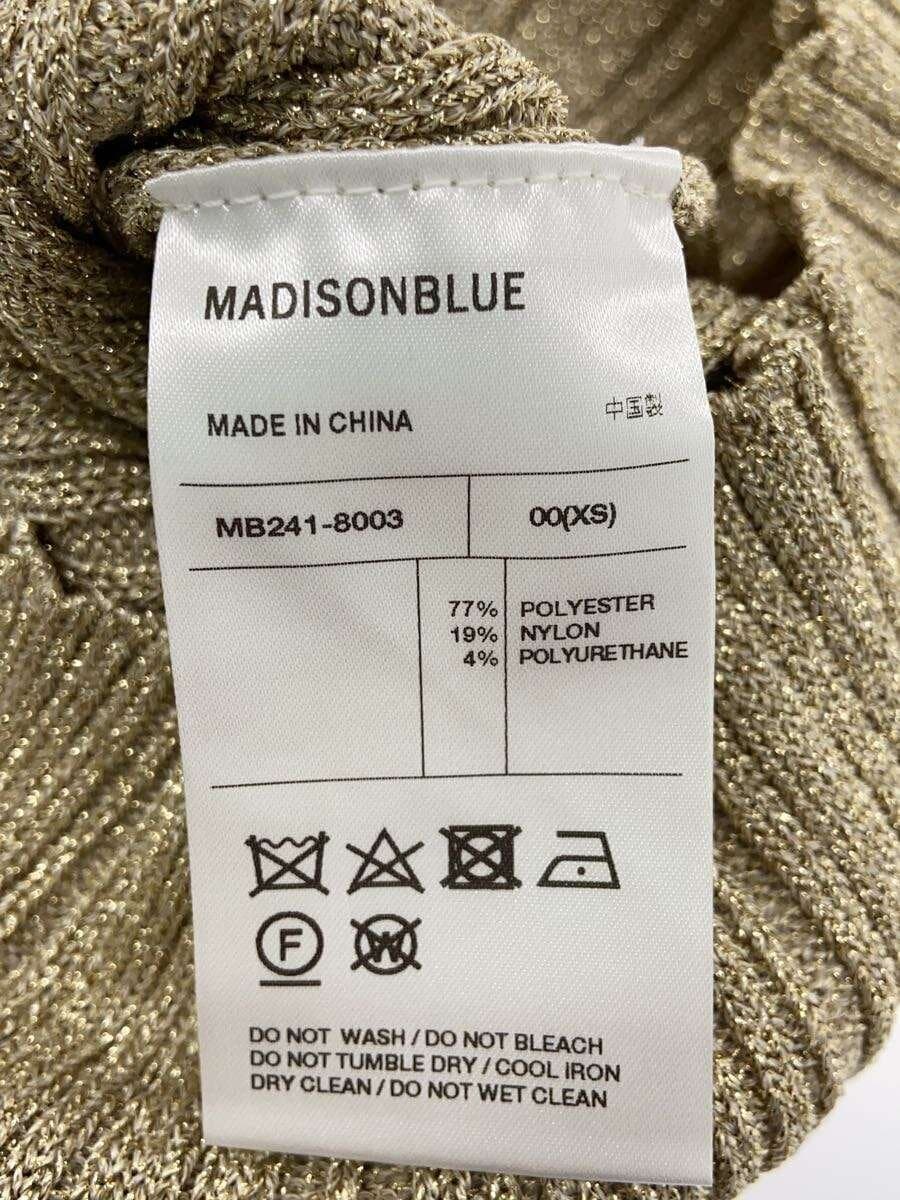 MADISONBLUE
MADE IN CHINA 中国製
MB241-8003 00(XS)
77% POLYESTER
19% NYLON
4% POLYURETHANE
F W
DO NOT WASH / DO NOT BLEACH
DO NOT TUMBLE DRY / COOL IRON
DRY CLEAN / DO NOT WET CLEAN